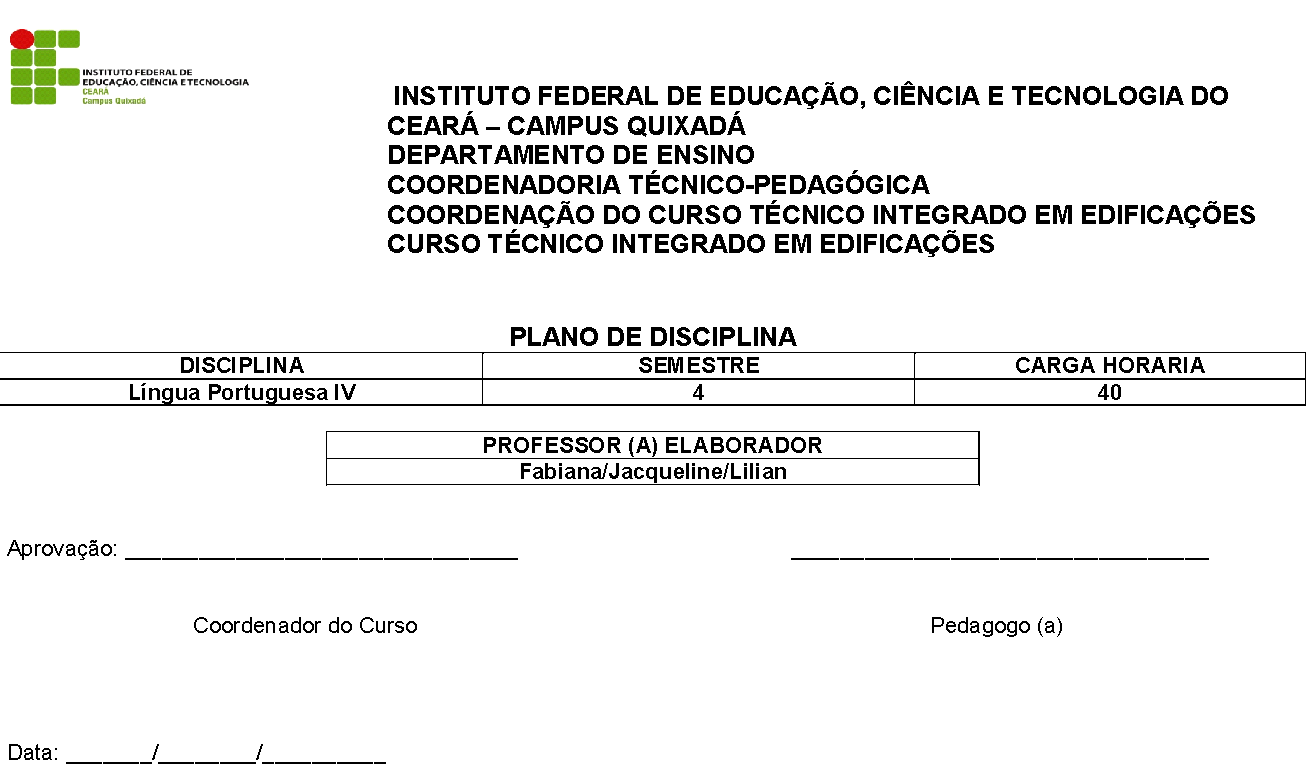 INSTITUTO FEDERAL DE
EDUCAÇÃO, CIÊNCIA E TECNOLOGIA
CEARÁ
Campus Quixadá
INSTITUTO FEDERAL DE EDUCAÇÃO, CIÊNCIA E TECNOLOGIA DO
CEARÁ – CAMPUS QUIXADÁ
DEPARTAMENTO DE ENSINO
COORDENADORIA TÉCNICO-PEDAGÓGICA
COORDENAÇÃO DO CURSO TÉCNICO INTEGRADO EM EDIFICAÇÕES
CURSO TÉCNICO INTEGRADO EM EDIFICAÇÕES
PLANO DE DISCIPLINA
DISCIPLINA SEMESTRE CARGA HORARIA
Língua Portuguesa IV 4 40
PROFESSOR (A) ELABORADOR
Fabiana/Jacqueline/Lilian
Aprovação: ________________________________ __________________________________
Coordenador do Curso Pedagogo (a)
Data: _______/________/__________